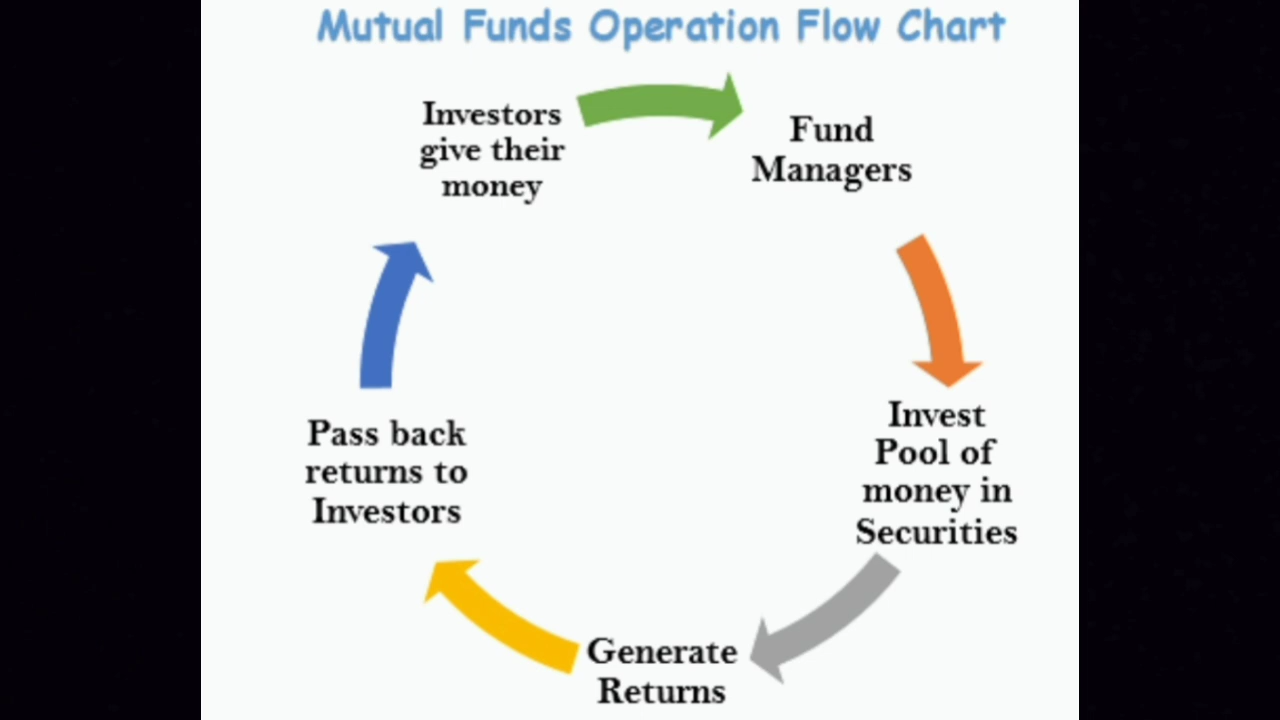 Mutual Funds Operation Flow Chart
Investors
give their
money
Fund
Managers
Invest
Pool of
money in
Securities
Generate
Returns
Pass back
returns to
Investors